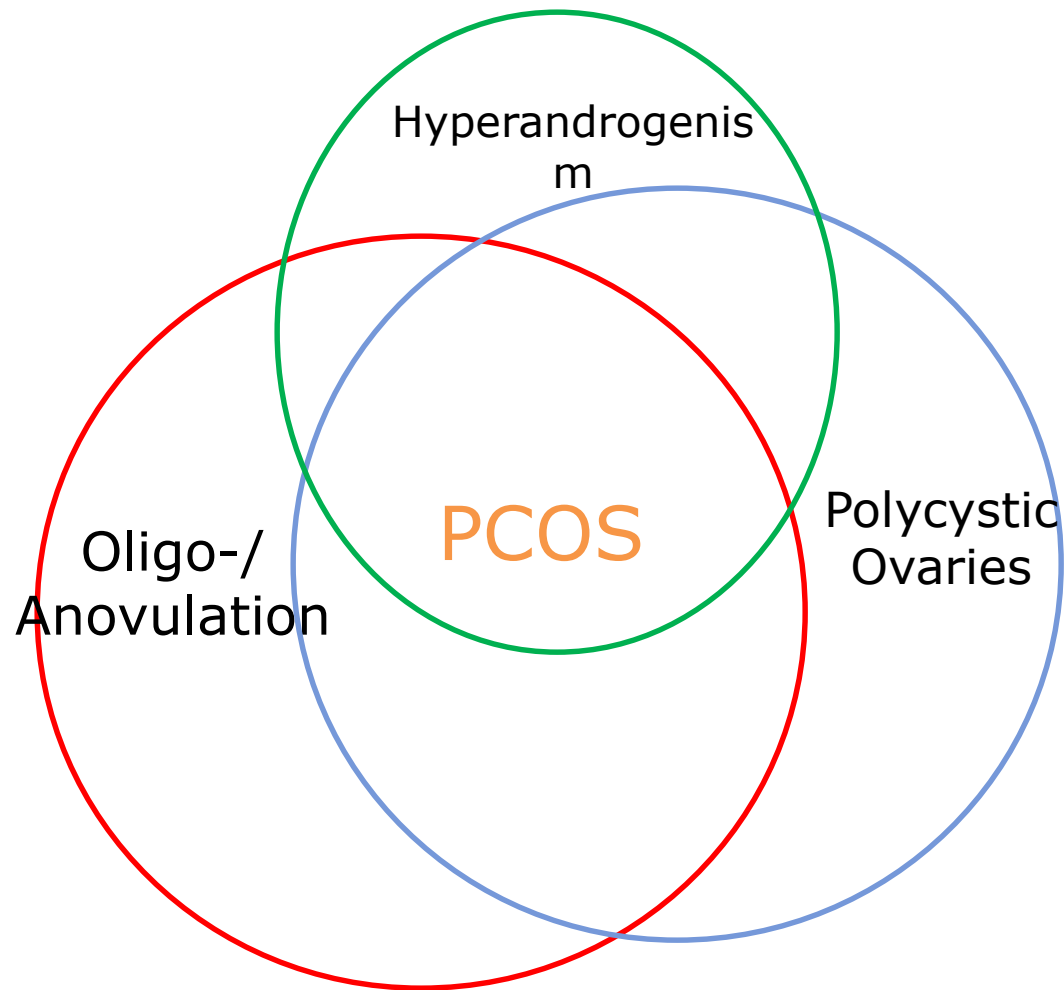 Hyperandrogenis
m
Oligo-/
Anovulation
PCOS
Polycystic
Ovaries